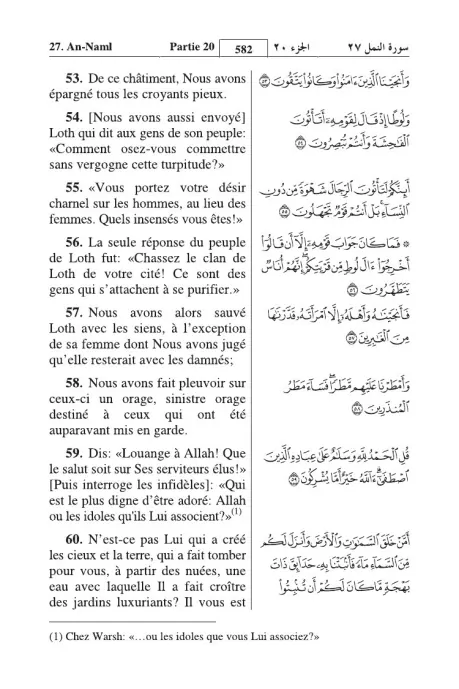 27. An-Naml Partie 20 582 الجزء ٢٠ سورة النمل ٢٧
53. De ce châtiment, Nous avons
épargné tous les croyants pieux.
54. [Nous avons aussi envoyé]
Loth qui dit aux gens de son peuple:
«Comment osez-vous commettre
sans vergogne cette turpitude?»
55. «Vous portez votre désir
charnel sur les hommes, au lieu des
femmes. Quels insensés vous êtes!»
56. La seule réponse du peuple
de Loth fut: «Chassez le clan de
Loth de votre cité! Ce sont des
gens qui s’attachent à se purifier.»
57. Nous avons alors sauvé
Loth avec les siens, à l’exception
de sa femme dont Nous avons jugé
qu’elle resterait avec les damnés;
58. Nous avons fait pleuvoir sur
ceux-ci un orage, sinistre orage
destiné à ceux qui ont été
auparavant mis en garde.
59. Dis: «Louange à Allah! Que
le salut soit sur Ses serviteurs élus!»
[Puis interroge les infidèles]: «Qui
est le plus digne d’être adoré: Allah
ou les idoles qu'ils Lui associent?»(1)
60. N’est-ce pas Lui qui a créé
les cieux et la terre, qui a fait tomber
pour vous, à partir des nuées, une
eau avec laquelle Il a fait croître
des jardins luxuriants? Il vous est
وَأَنجَيْنَا ٱلَّذِينَ ءَامَنُوا۟ وَكَانُوا۟ يَتَّقُونَ ٥٣
وَلُوطًا إِذْ قَالَ لِقَوْمِهِۦٓ أَتَأْتُونَ
ٱلْفَٰحِشَةَ وَأَنتُمْ تُبْصِرُونَ ٥٤
أَئِنَّكُمْ لَتَأْتُونَ ٱلرِّجَالَ شَهْوَةً مِّن دُونِ
ٱلنِّسَآءِ بَلْ أَنتُمْ قَوْمٌ تَجْهَلُونَ ٥٥
* فَمَا كَانَ جَوَابَ قَوْمِهِۦٓ إِلَّآ أَن قَالُوٓا۟
أَخْرِجُوٓا۟ ءَالَ لُوطٍ مِّن قَرْيَتِكُمْ إِنَّهُمْ أُنَاسٌ
يَتَطَهَّرُونَ ٥٦
فَأَنجَيْنَٰهُ وَأَهْلَهُۥٓ إِلَّا ٱمْرَأَتَهُۥ قَدَّرْنَٰهَا
مِنَ ٱلْغَٰبِرِينَ ٥٧
وَأَمْطَرْنَا عَلَيْهِم مَّطَرًا فَسَآءَ مَطَرُ
ٱلْمُنذَرِينَ ٥٨
قُلِ ٱلْحَمْدُ لِلَّهِ وَسَلَٰمٌ عَلَىٰ عِبَادِهِ ٱلَّذِينَ
ٱصْطَفَىٰٓ ءَآللَّهُ خَيْرٌ أَمَّا يُشْرِكُونَ ٥٩
أَمَّنْ خَلَقَ ٱلسَّمَٰوَٰتِ وَٱلْأَرْضَ وَأَنزَلَ لَكُم
مِّنَ ٱلسَّمَآءِ مَآءً فَأَنۢبَتْنَا بِهِۦ حَدَآئِقَ ذَاتَ
بَهْجَةٍ مَّا كَانَ لَكُمْ أَن تُنۢبِتُوا۟
(1) Chez Warsh: «…ou les idoles que vous Lui associez?»